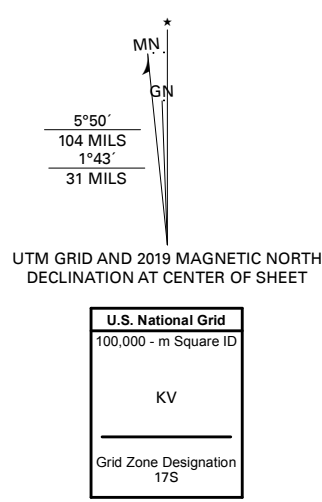 ★
MN
GN
5°50´
104 MILS
1°43´
31 MILS
UTM GRID AND 2019 MAGNETIC NORTH
DECLINATION AT CENTER OF SHEET
U.S. National Grid
100,000 - m Square ID
KV
Grid Zone Designation
17S